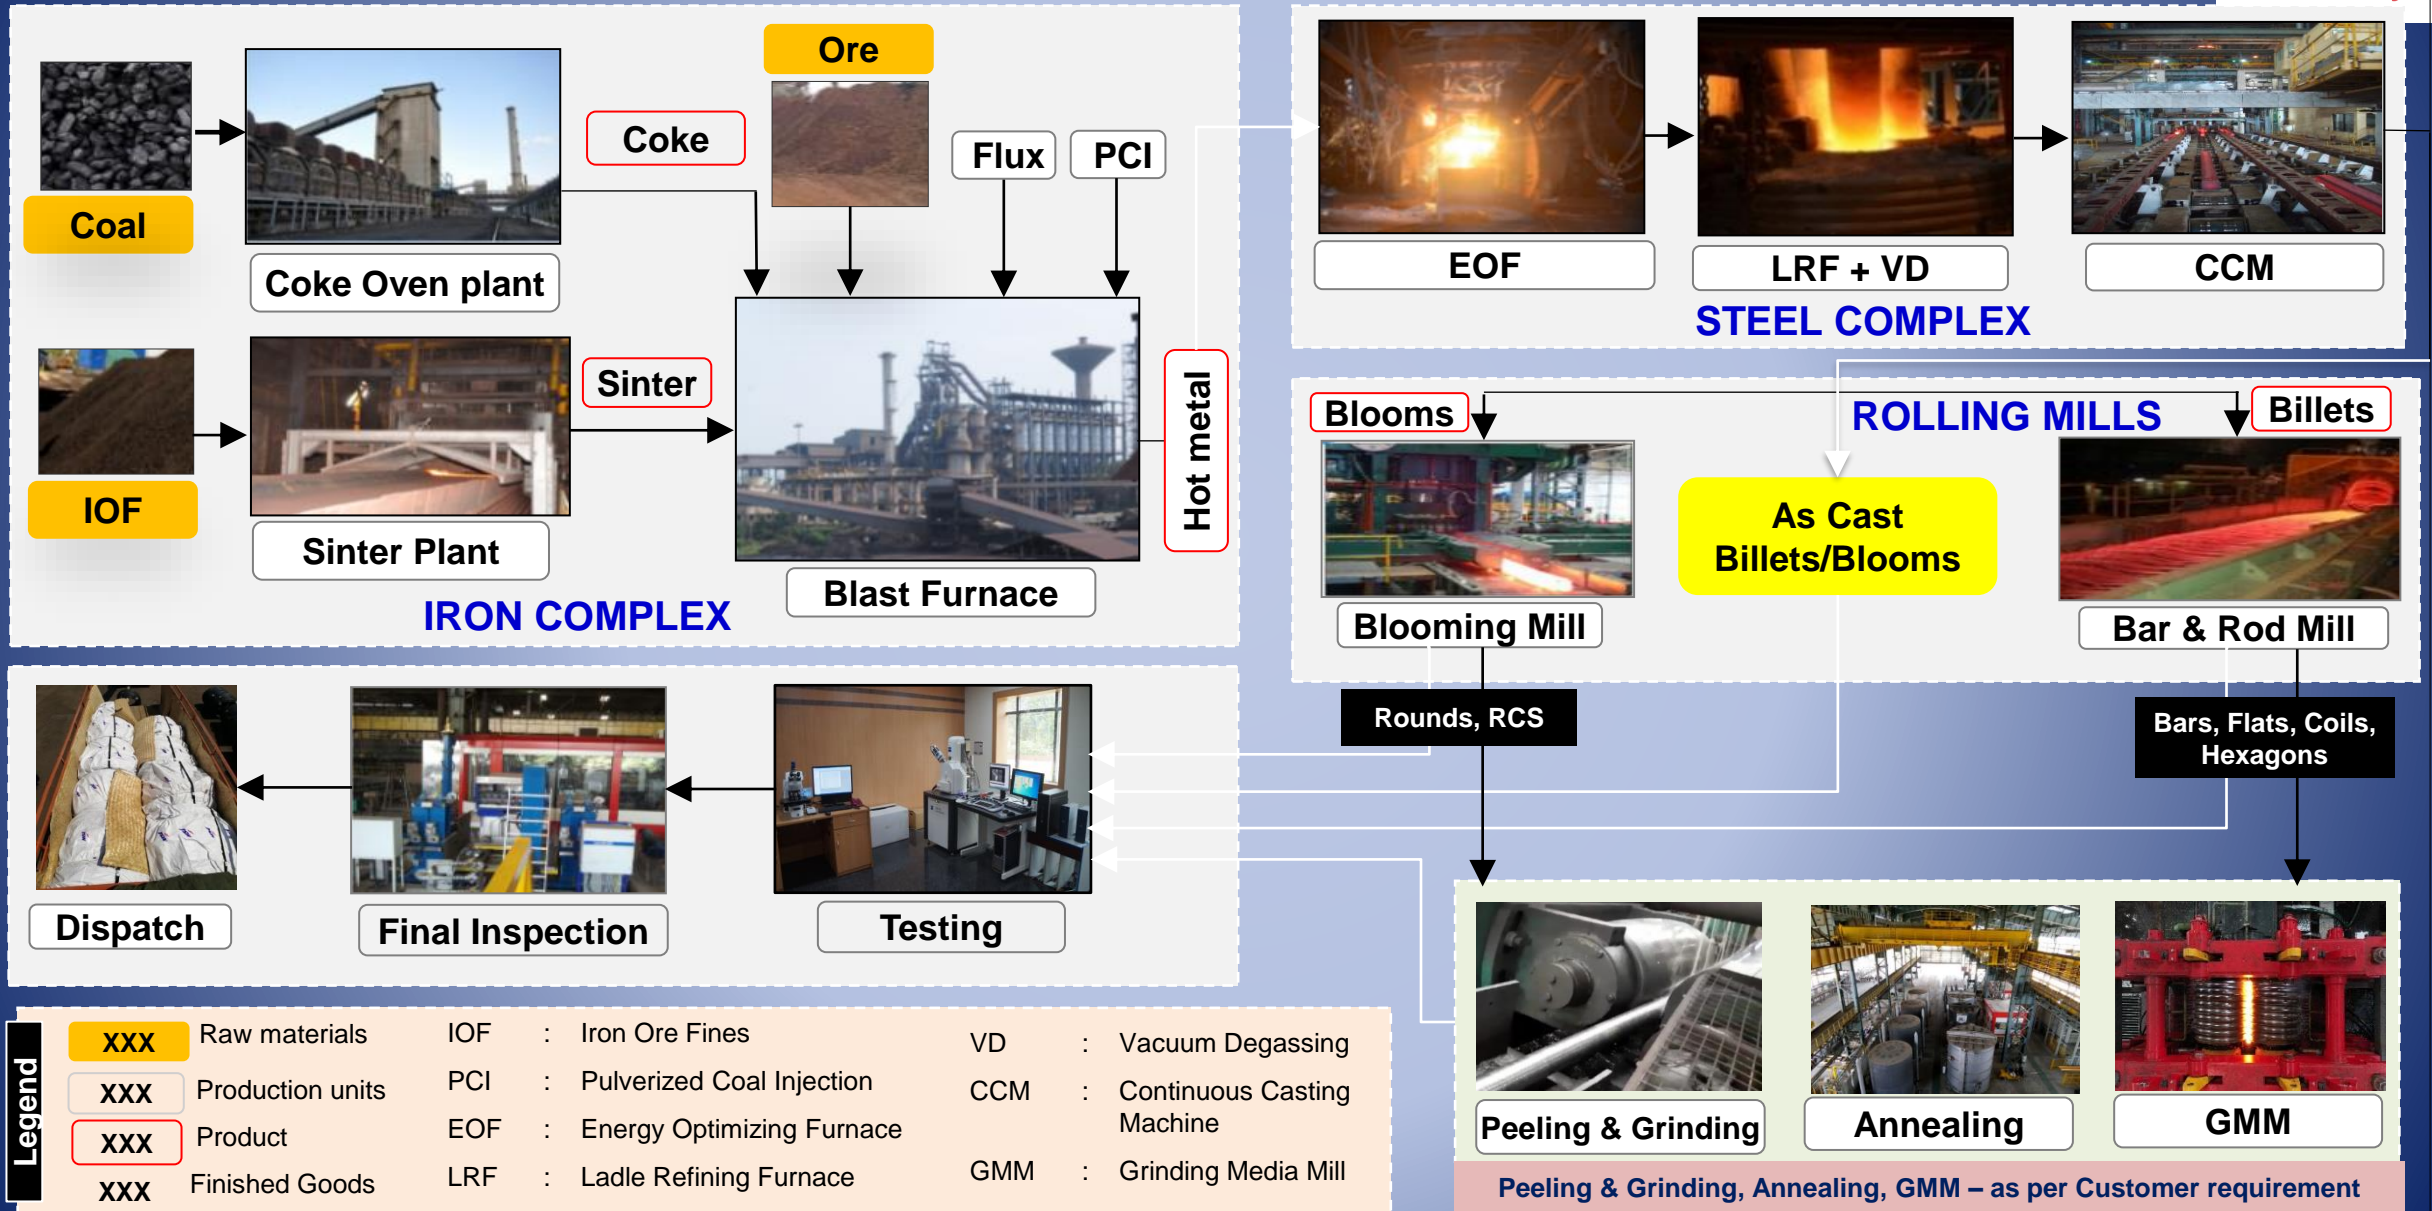 Ore
Coke
Flux
PCI
Coal
Coke Oven plant
Sinter
Hot metal
IOF
Sinter Plant
Blast Furnace
IRON COMPLEX
EOF
LRF + VD
CCM
STEEL COMPLEX
Blooms
ROLLING MILLS
Billets
As Cast
Billets/Blooms
Blooming Mill
Bar & Rod Mill
Rounds, RCS
Bars, Flats, Coils,
Hexagons
Dispatch
Final Inspection
Testing
Peeling & Grinding
Annealing
GMM
Peeling & Grinding, Annealing, GMM – as per Customer requirement
Legend
XXX Raw materials
XXX Production units
XXX Product
XXX Finished Goods
IOF : Iron Ore Fines
PCI : Pulverized Coal Injection
EOF : Energy Optimizing Furnace
LRF : Ladle Refining Furnace
VD : Vacuum Degassing
CCM : Continuous Casting
Machine
GMM : Grinding Media Mill